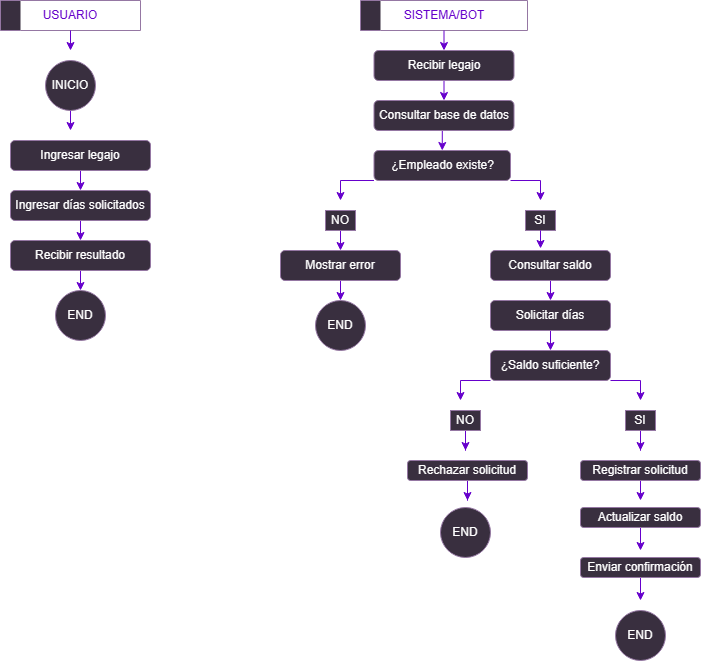 USUARIO
INICIO
Ingresar legajo
Ingresar días solicitados
Recibir resultado
END
SISTEMA/BOT
Recibir legajo
Consultar base de datos
¿Empleado existe?
NO
Mostrar error
END
SI
Consultar saldo
Solicitar días
¿Saldo suficiente?
NO
Rechazar solicitud
END
SI
Registrar solicitud
Actualizar saldo
Enviar confirmación
END